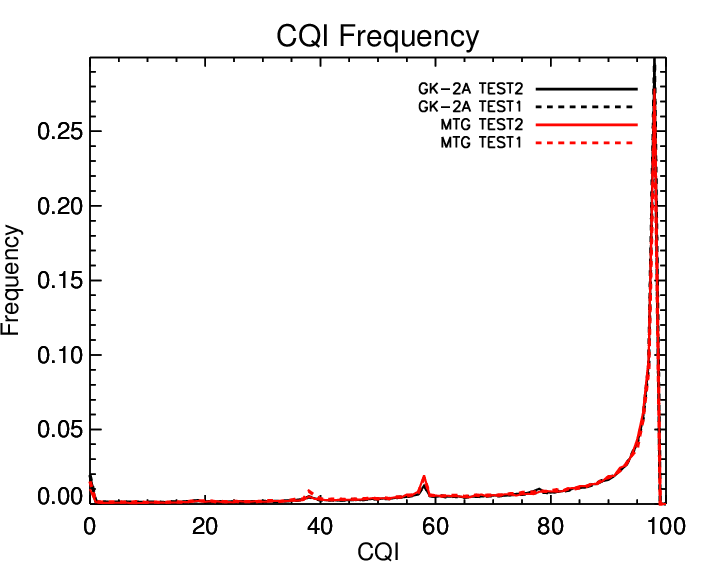 CQI Frequency
GK-2A TEST2
GK-2A TEST1
MTG TEST2
MTG TEST1
Frequency
0.25
0.20
0.15
0.10
0.05
0.00
0 20 40 60 80 100
CQI